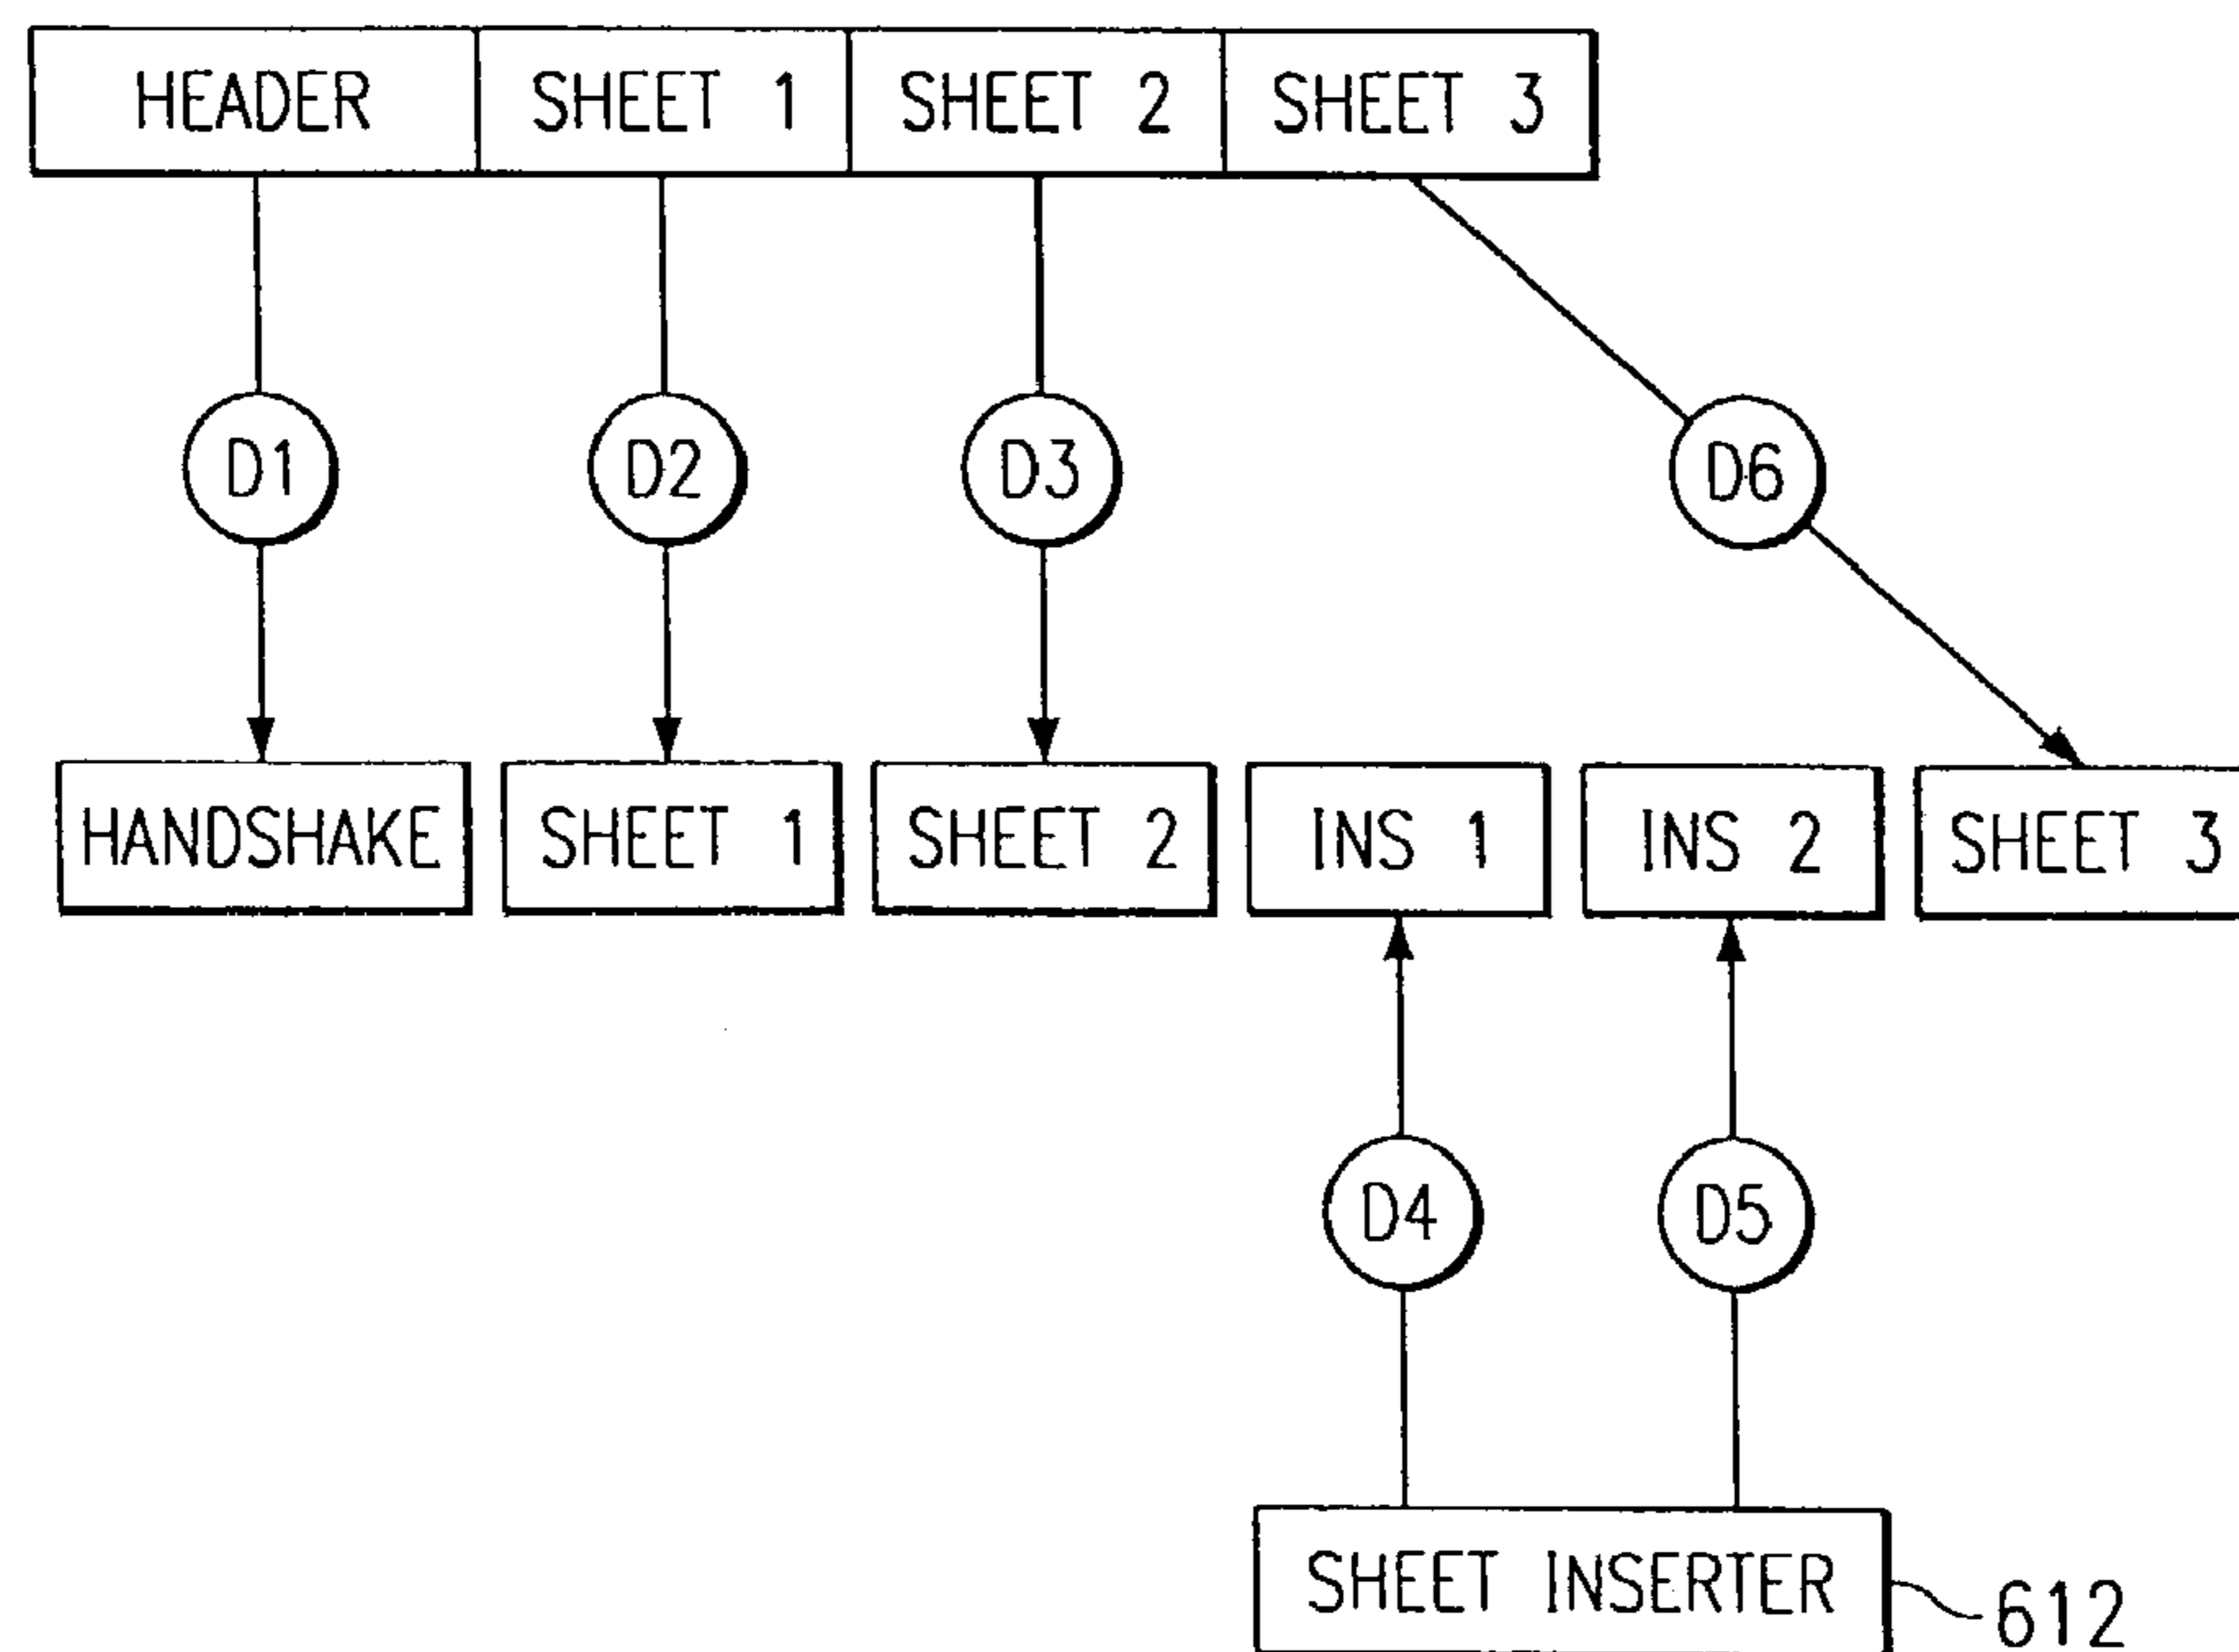 HEADER SHEET 1 SHEET 2 SHEET 3
D1 D2 D3 D6
HANDSHAKE SHEET 1 SHEET 2 INS 1 INS 2 SHEET 3
D4 D5
SHEET INSERTER 612